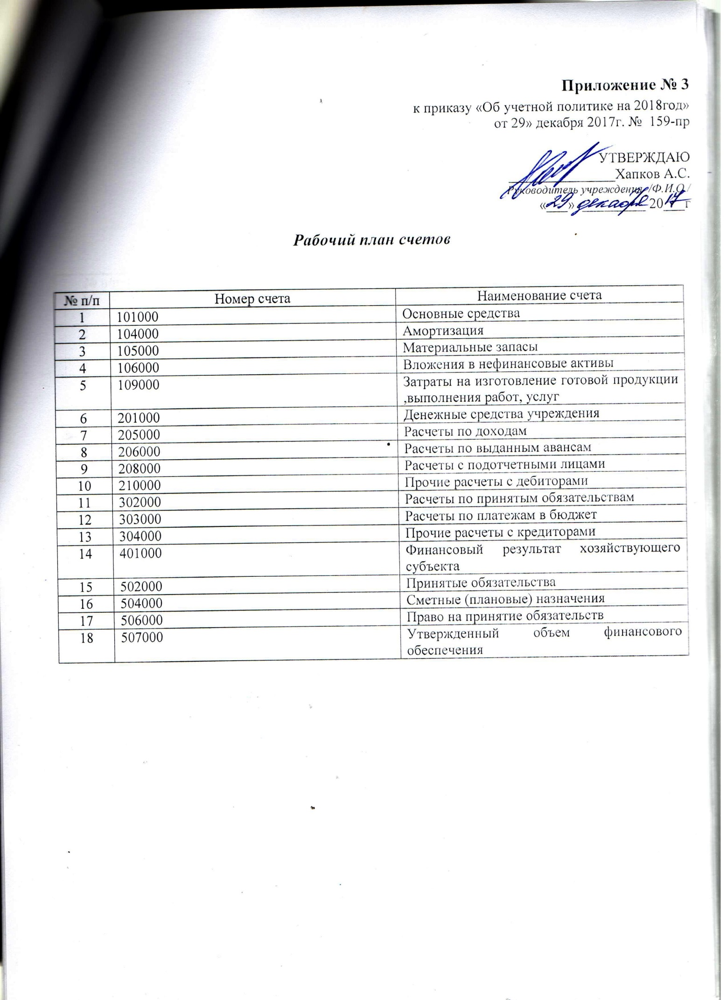 Приложение № 3
к приказу «Об учетной политике на 2018год»
от 29» декабря 2017г. № 159-пр
УТВЕРЖДАЮ
Хапков А.С.
Руководитель учреждения /Ф.И.О/
«29» декабря 2017г
Рабочий план счетов
№ п/п Номер счета Наименование счета
1 101000 Основные средства
2 104000 Амортизация
3 105000 Материальные запасы
4 106000 Вложения в нефинансовые активы
5 109000 Затраты на изготовление готовой продукции
,выполнения работ, услуг
6 201000 Денежные средства учреждения
7 205000 Расчеты по доходам
8 206000 Расчеты по выданным авансам
9 208000 Расчеты с подотчетными лицами
10 210000 Прочие расчеты с дебиторами
11 302000 Расчеты по принятым обязательствам
12 303000 Расчеты по платежам в бюджет
13 304000 Прочие расчеты с кредиторами
14 401000 Финансовый результат хозяйствующего
субъекта
15 502000 Принятые обязательства
16 504000 Сметные (плановые) назначения
17 506000 Право на принятие обязательств
18 507000 Утвержденный объем финансового
обеспечения